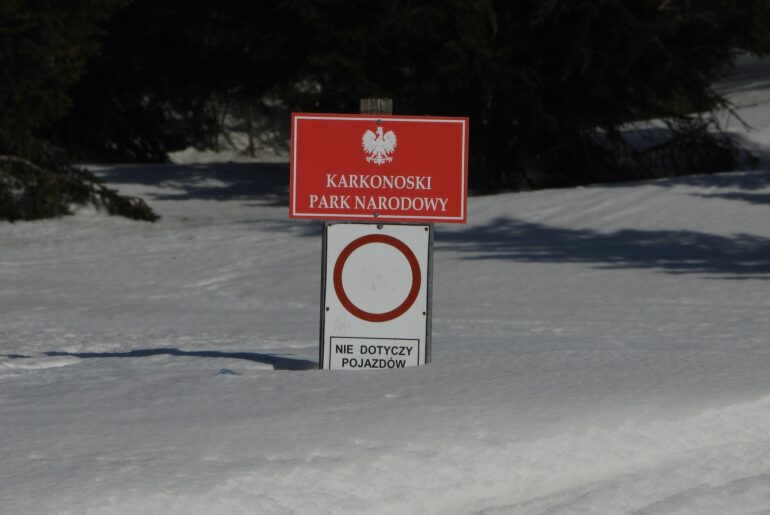 KARKONOSKI
PARK NARODOWY
NIE DOTYCZY
POJAZDÓW